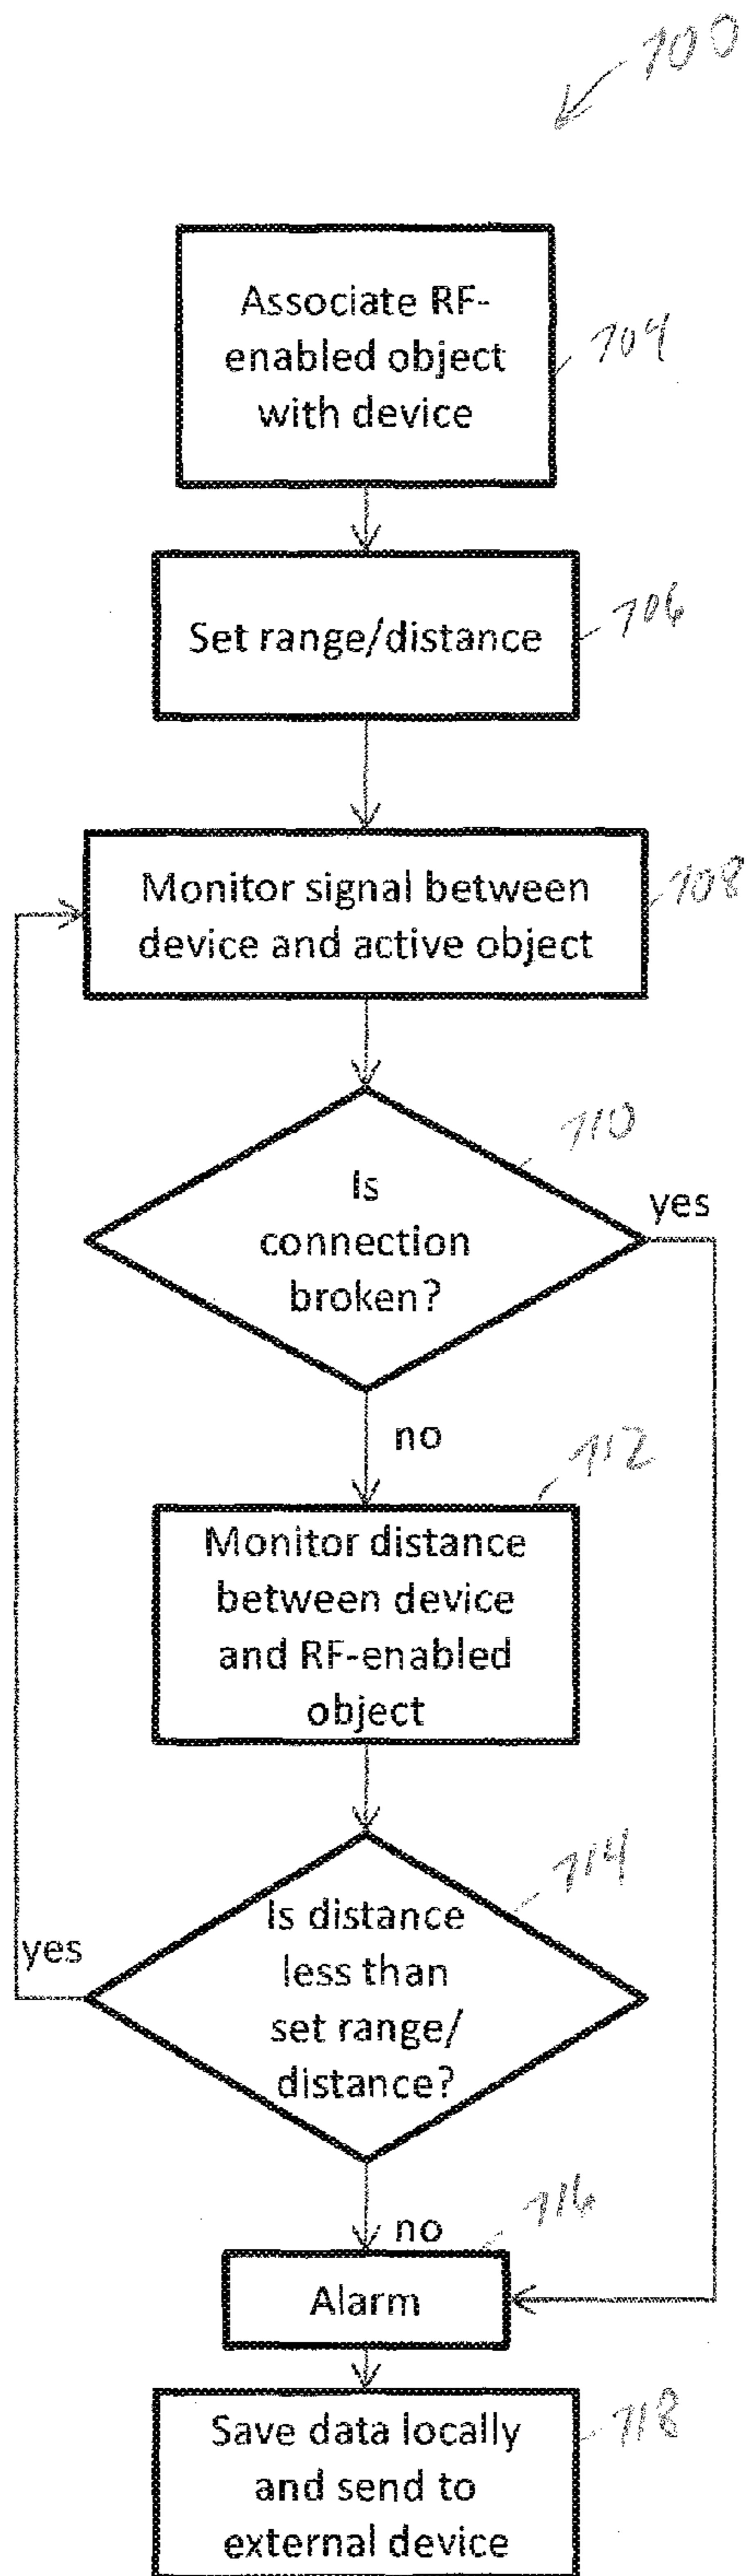 700
Associate RF-
enabled object
with device
704
Set range/distance
706
Monitor signal between
device and active object
708
710
Is
connection
broken?
yes
no
712
Monitor distance
between device
and RF-enabled
object
714
Is distance
less than
set range/
distance?
yes
no
716
Alarm
Save data locally
and send to
external device
718